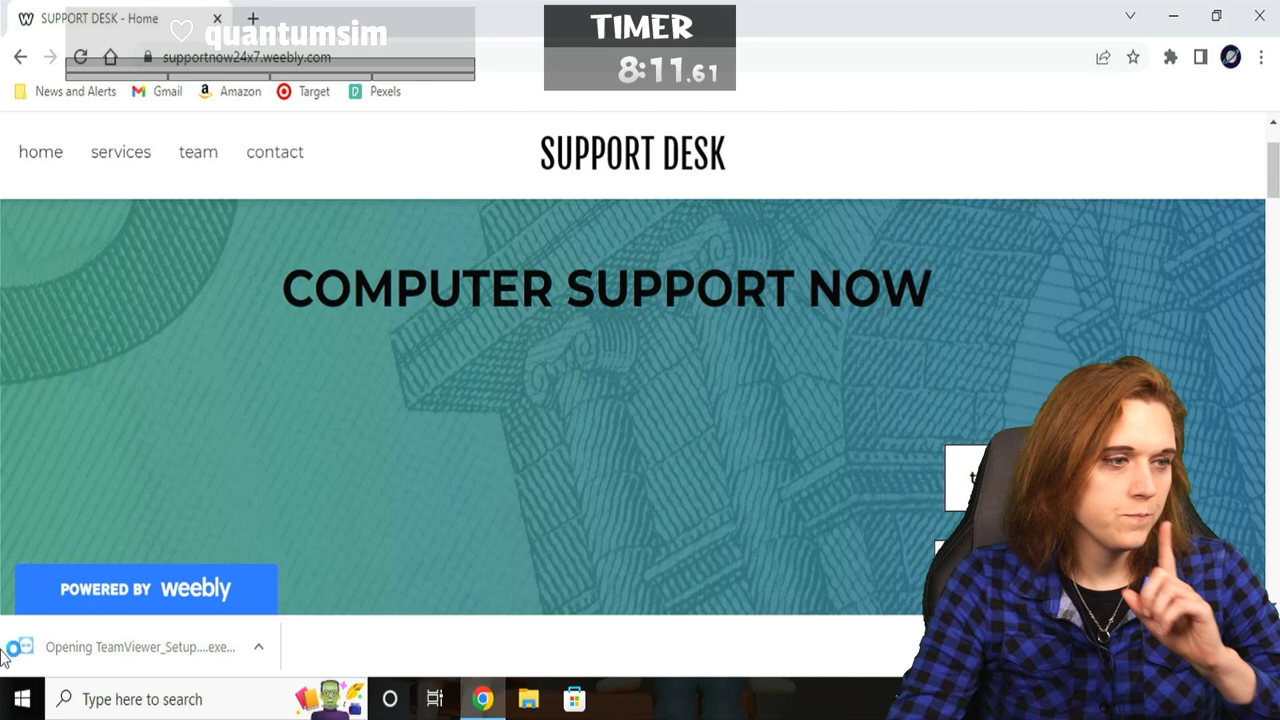 SUPPORT DESK - Home
quantumsim
TIMER
8:11.61
supportnow24x7.weebly.com
News and Alerts
Gmail
Amazon
Target
Pexels
home
services
team
contact
SUPPORT DESK
COMPUTER SUPPORT NOW
POWERED BY weebly
Opening TeamViewer_Setup....exe...
Type here to search